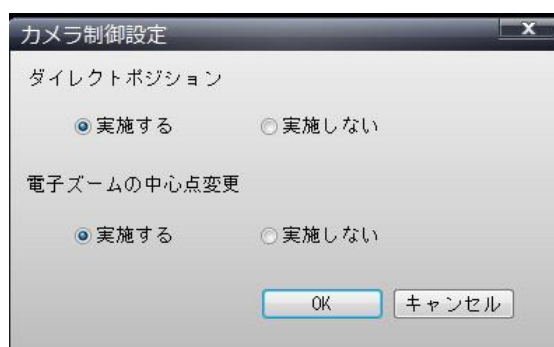 カメラ制御設定 x
ダイレクトポジション
実施する 実施しない
電子ズームの中心点変更
実施する 実施しない
OK キャンセル